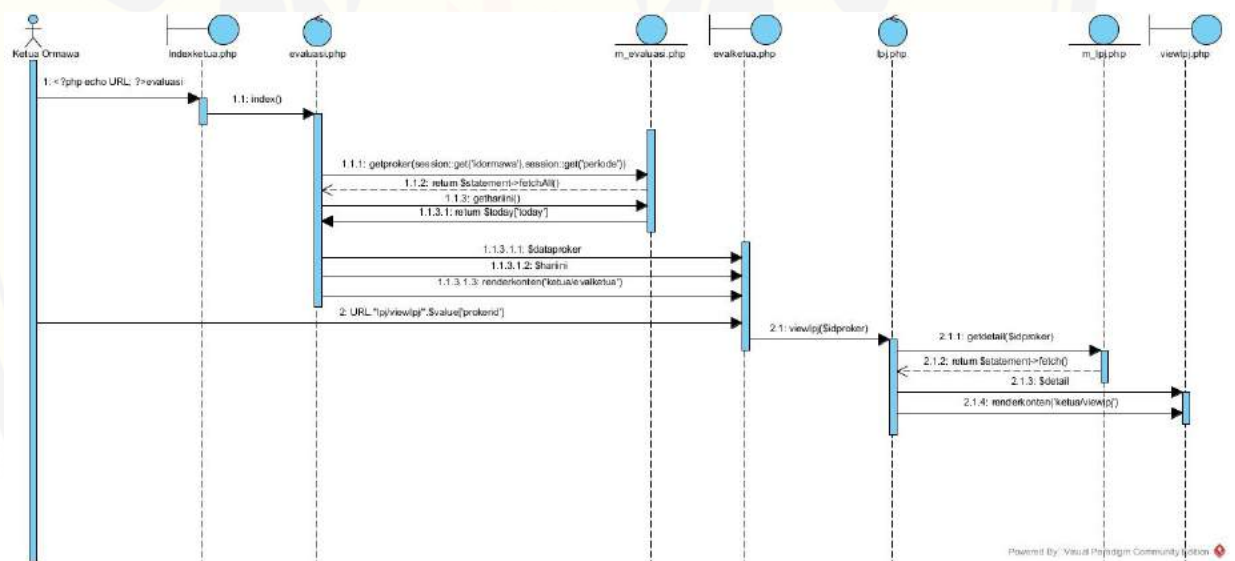 Ketua Ormawa
indexketua.php
evaluasi.php
m_evaluasi.php
evalketua.php
lpj.php
m_lpj.php
viewlpj.php
1: <?php echo URL; ?>evaluasi
1.1: index()
1.1.1: getproker(session::get('idormawa'),session::get('periode'))
1.1.2: return $statement->fetchAll()
1.1.3: gethariini()
1.1.3.1: return $today['today']
1.1.3.1.1: $dataproker
1.1.3.1.2: $hariini
1.1.3.1.3: renderkonten('ketua/evalketua')
2: URL."lpj/viewlpj/".$value['prokerid']
2.1: viewlpj($idproker)
2.1.1: getdetail($idproker)
2.1.2: return $statement->fetch()
2.1.3: $detail
2.1.4: renderkonten('ketua/viewlpj')
Powered By Visual Paradigm Community Edition